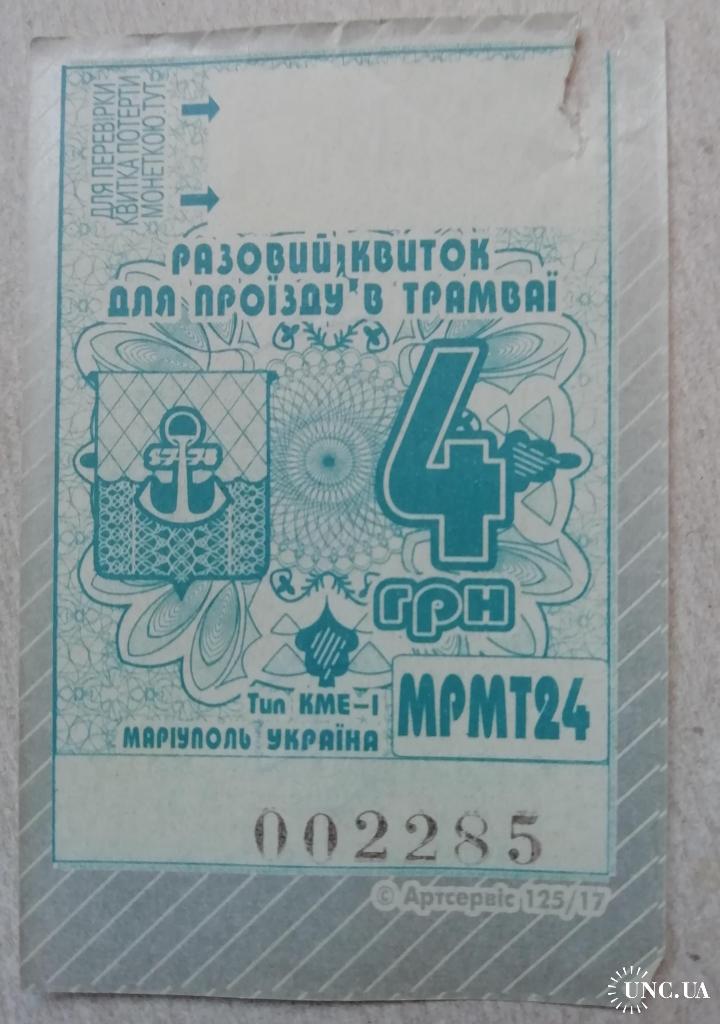 ДЛЯ ПЕРЕВІРКИ
КВИТКА ПОТЕРТИ
МОНЕТКОЮ ТУТ
РАЗОВИЙ КВИТОК
ДЛЯ ПРОЇЗДУ В ТРАМВАЇ
1778
4
грн
Тип КМЕ-І
МАРІУПОЛЬ УКРАЇНА
МРМТ24
002285
© Артсервіс 125/17
UNC.UA